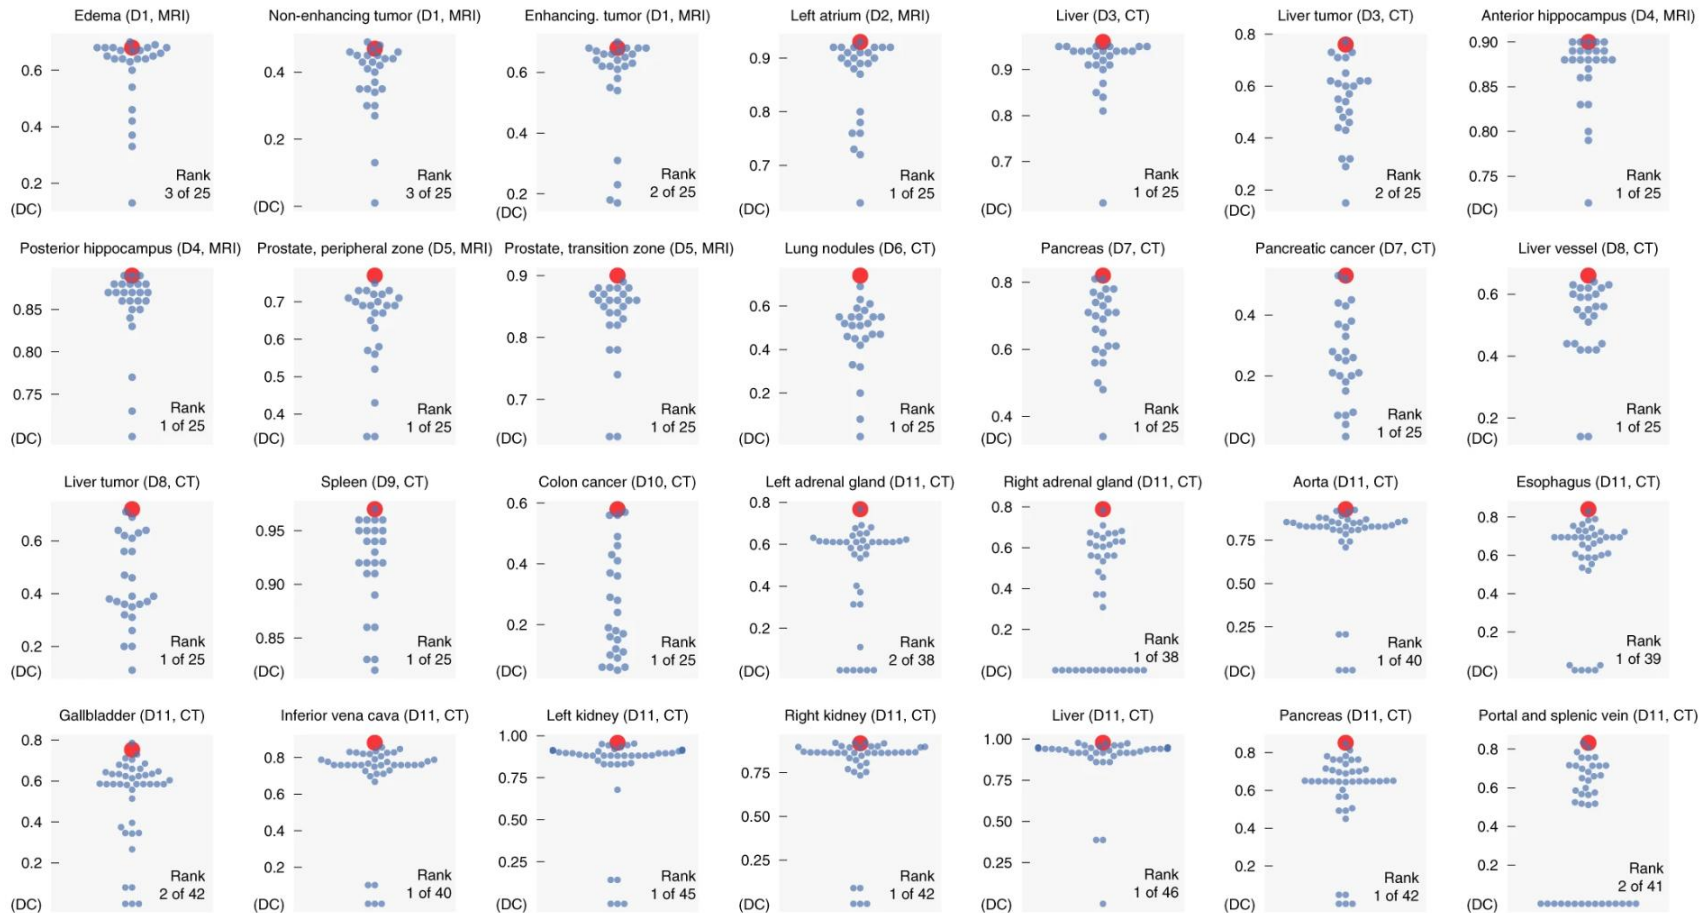 Edema (D1, MRI)
0.6
0.4
0.2
(DC)
Rank
3 of 25
Non-enhancing tumor (D1, MRI)
0.4
0.2
0
(DC)
Rank
3 of 25
Enhancing. tumor (D1, MRI)
0.6
0.4
0.2
(DC)
Rank
2 of 25
Left atrium (D2, MRI)
0.9
0.8
0.7
(DC)
Rank
1 of 25
Liver (D3, CT)
0.9
0.7
(DC)
Rank
1 of 25
Liver tumor (D3, CT)
0.8
0.6
0.4
0.2
(DC)
Rank
2 of 25
Anterior hippocampus (D4, MRI)
0.90
0.85
0.80
0.75
(DC)
Rank
1 of 25
Posterior hippocampus (D4, MRI)
0.85
0.80
0.75
(DC)
Rank
1 of 25
Prostate, peripheral zone (D5, MRI)
0.7
0.6
0.5
0.4
(DC)
Rank
1 of 25
Prostate, transition zone (D5, MRI)
0.9
0.8
0.7
(DC)
Rank
1 of 25
Lung nodules (D6, CT)
0.6
0.4
0.2
(DC)
Rank
1 of 25
Pancreas (D7, CT)
0.8
0.6
0.4
(DC)
Rank
1 of 25
Pancreatic cancer (D7, CT)
0.4
0.2
(DC)
Rank
1 of 25
Liver vessel (D8, CT)
0.6
0.4
0.2
(DC)
Rank
1 of 25
Liver tumor (D8, CT)
0.6
0.4
0.2
(DC)
Rank
1 of 25
Spleen (D9, CT)
0.95
0.90
0.85
(DC)
Rank
1 of 25
Colon cancer (D10, CT)
0.6
0.4
0.2
(DC)
Rank
1 of 25
Left adrenal gland (D11, CT)
0.8
0.6
0.4
0.2
(DC)
Rank
2 of 38
Right adrenal gland (D11, CT)
0.8
0.6
0.4
0.2
(DC)
Rank
1 of 38
Aorta (D11, CT)
0.75
0.50
0.25
(DC)
Rank
1 of 40
Esophagus (D11, CT)
0.8
0.6
0.4
0.2
(DC)
Rank
1 of 39
Gallbladder (D11, CT)
0.8
0.6
0.4
0.2
(DC)
Rank
2 of 42
Inferior vena cava (D11, CT)
0.8
0.6
0.4
0.2
(DC)
Rank
1 of 40
Left kidney (D11, CT)
1.00
0.75
0.50
0.25
(DC)
Rank
1 of 45
Right kidney (D11, CT)
0.75
0.50
0.25
(DC)
Rank
1 of 42
Liver (D11, CT)
1.00
0.75
0.50
0.25
(DC)
Rank
1 of 46
Pancreas (D11, CT)
0.8
0.6
0.4
0.2
(DC)
Rank
1 of 42
Portal and splenic vein (D11, CT)
0.8
0.6
0.4
0.2
(DC)
Rank
2 of 41